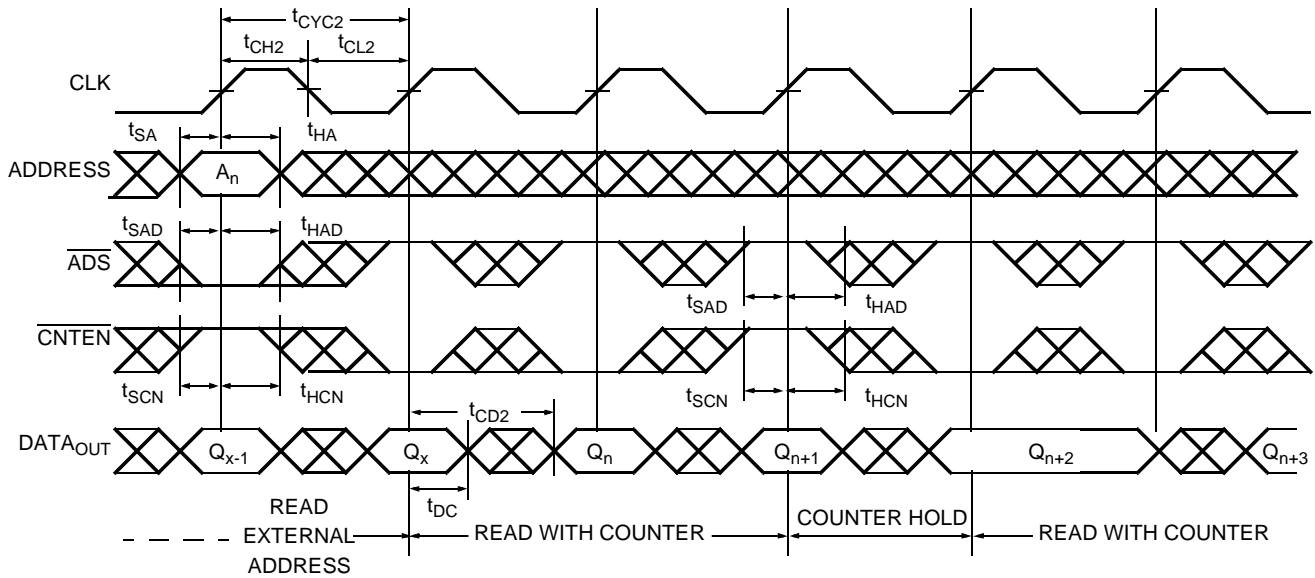 tCYC2
tCH2 tCL2
CLK
tSA tHA
ADDRESS An
tSAD tHAD
ADS
tSAD tHAD
CNTEN
tSCN tHCN tSCN tHCN
tCD2
DATAOUT Qx-1 Qx Qn Qn+1 Qn+2 Qn+3
tDC
READ
EXTERNAL
ADDRESS
READ WITH COUNTER COUNTER HOLD READ WITH COUNTER